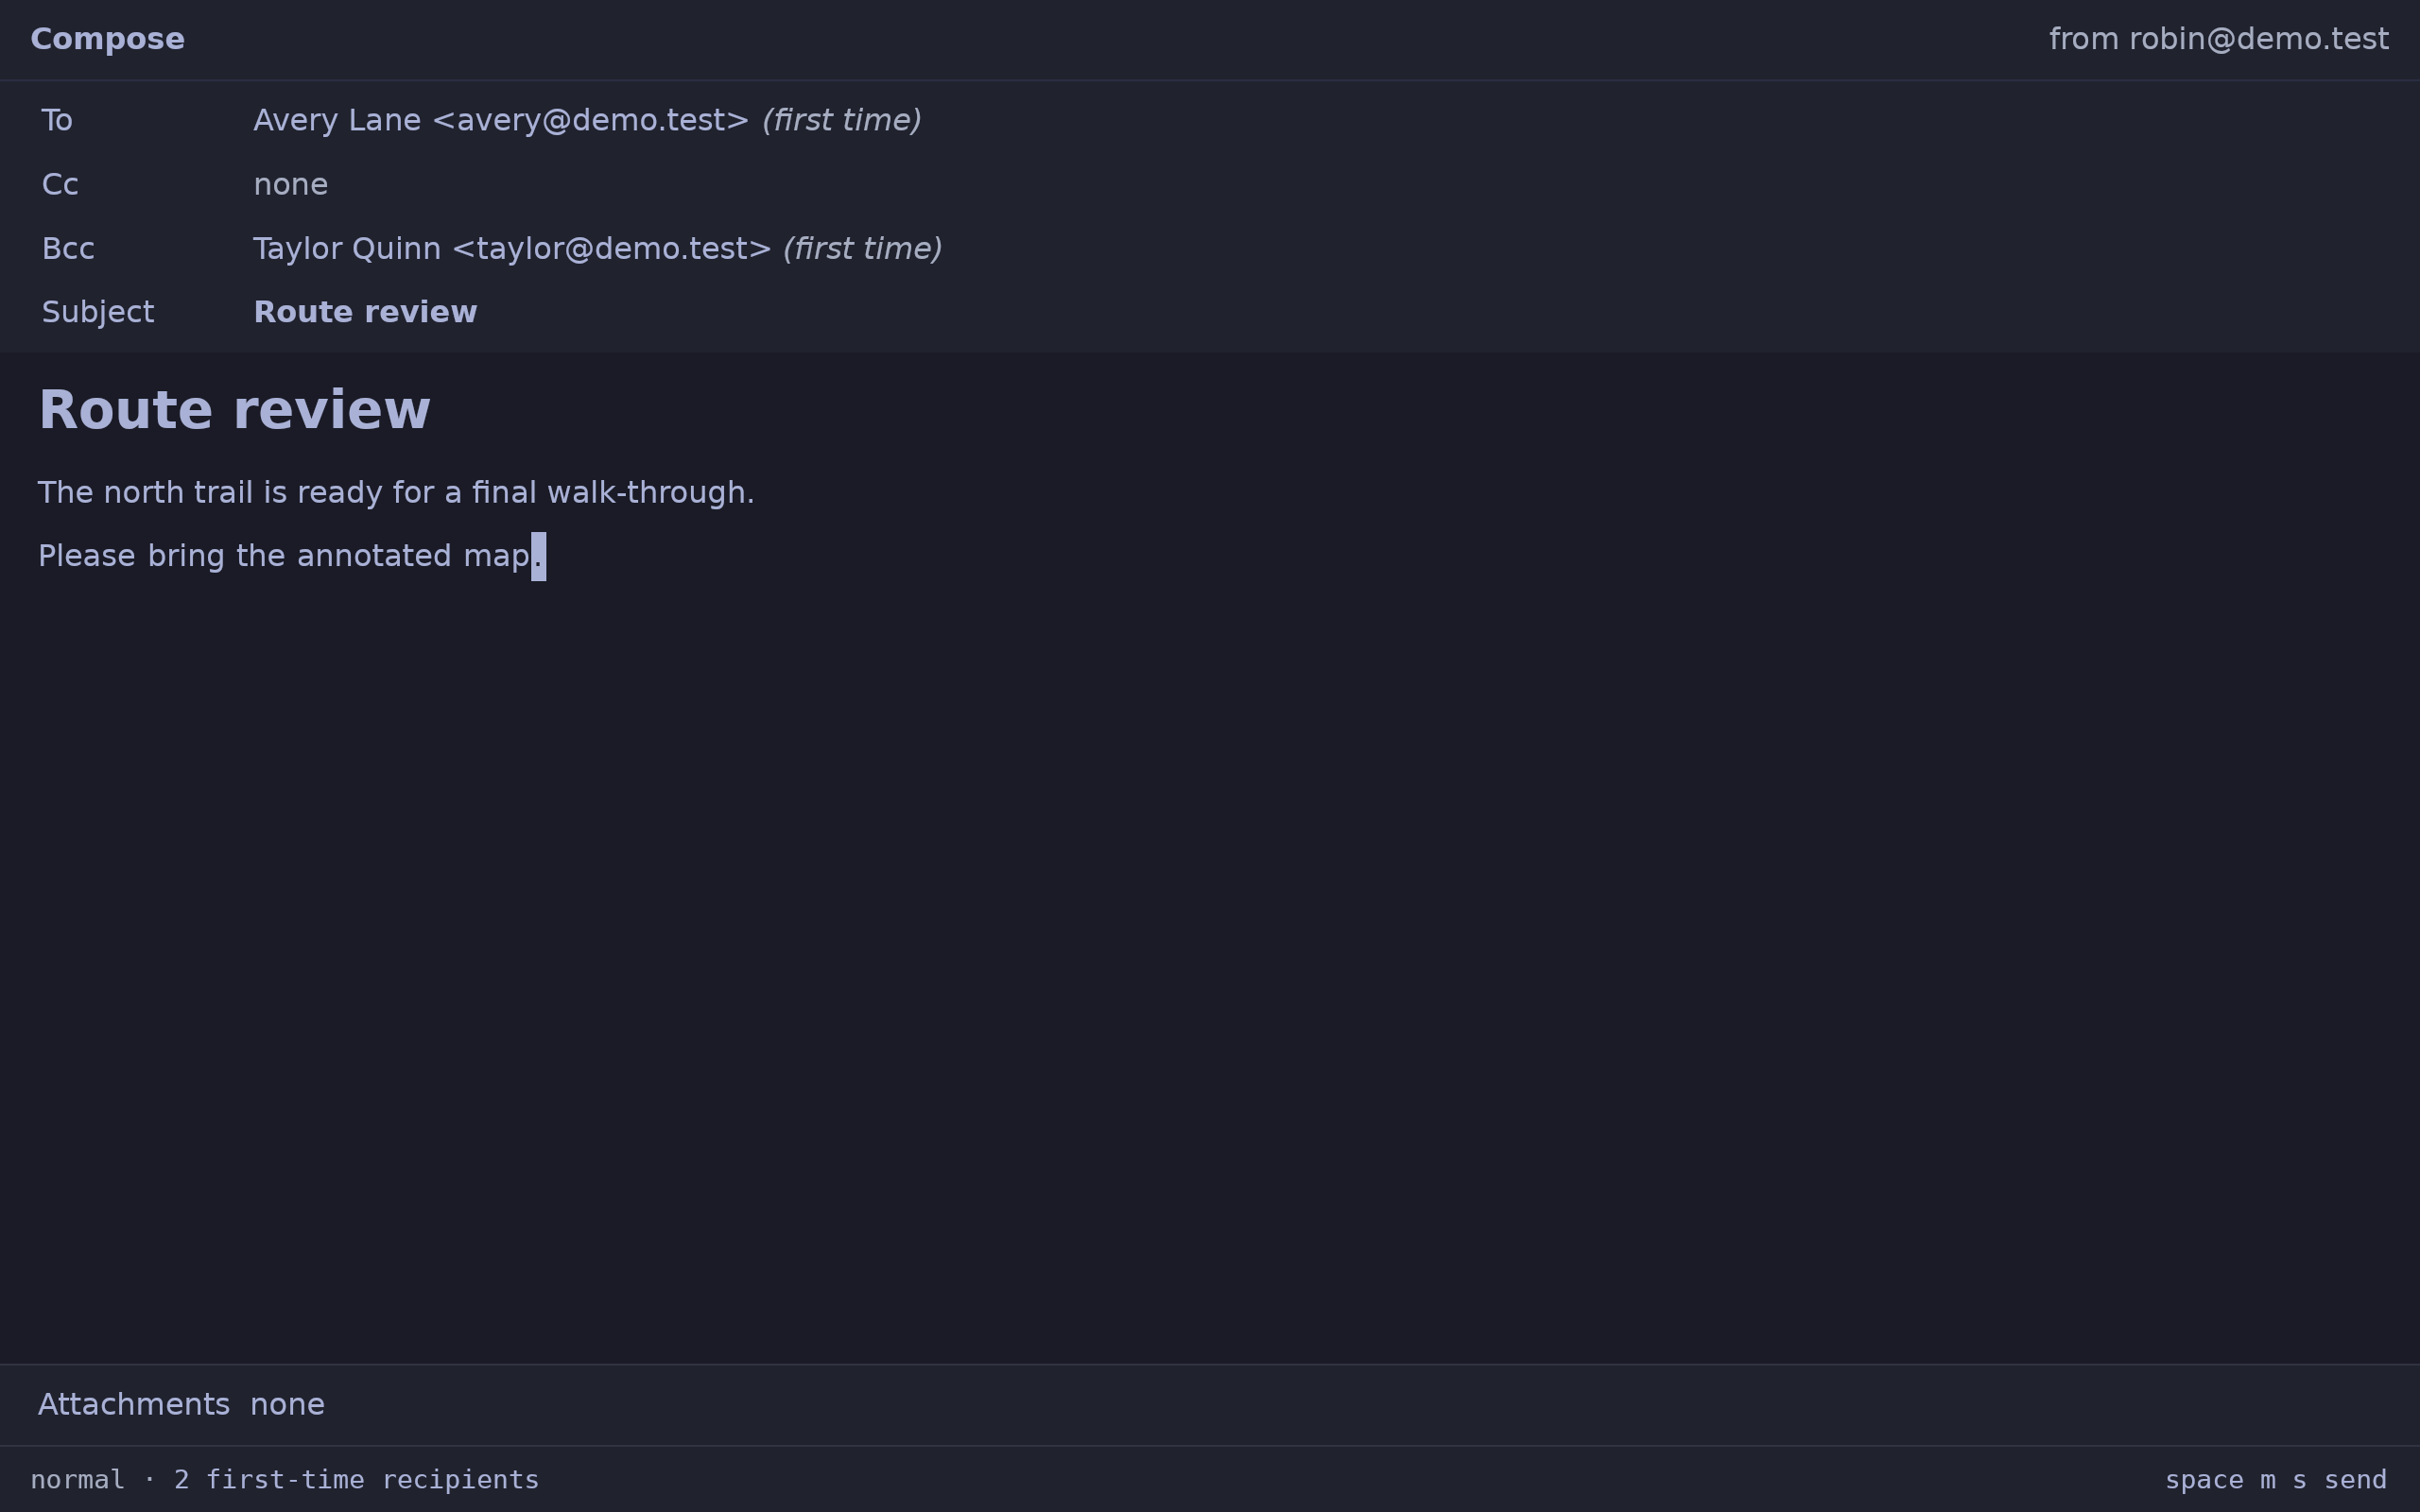 Compose from robin@demo.test
To Avery Lane <avery@demo.test> (first time)
Cc none
Bcc Taylor Quinn <taylor@demo.test> (first time)
Subject Route review
Route review
The north trail is ready for a final walk-through.
Please bring the annotated map.
Attachments none
normal · 2 first-time recipients space m s send